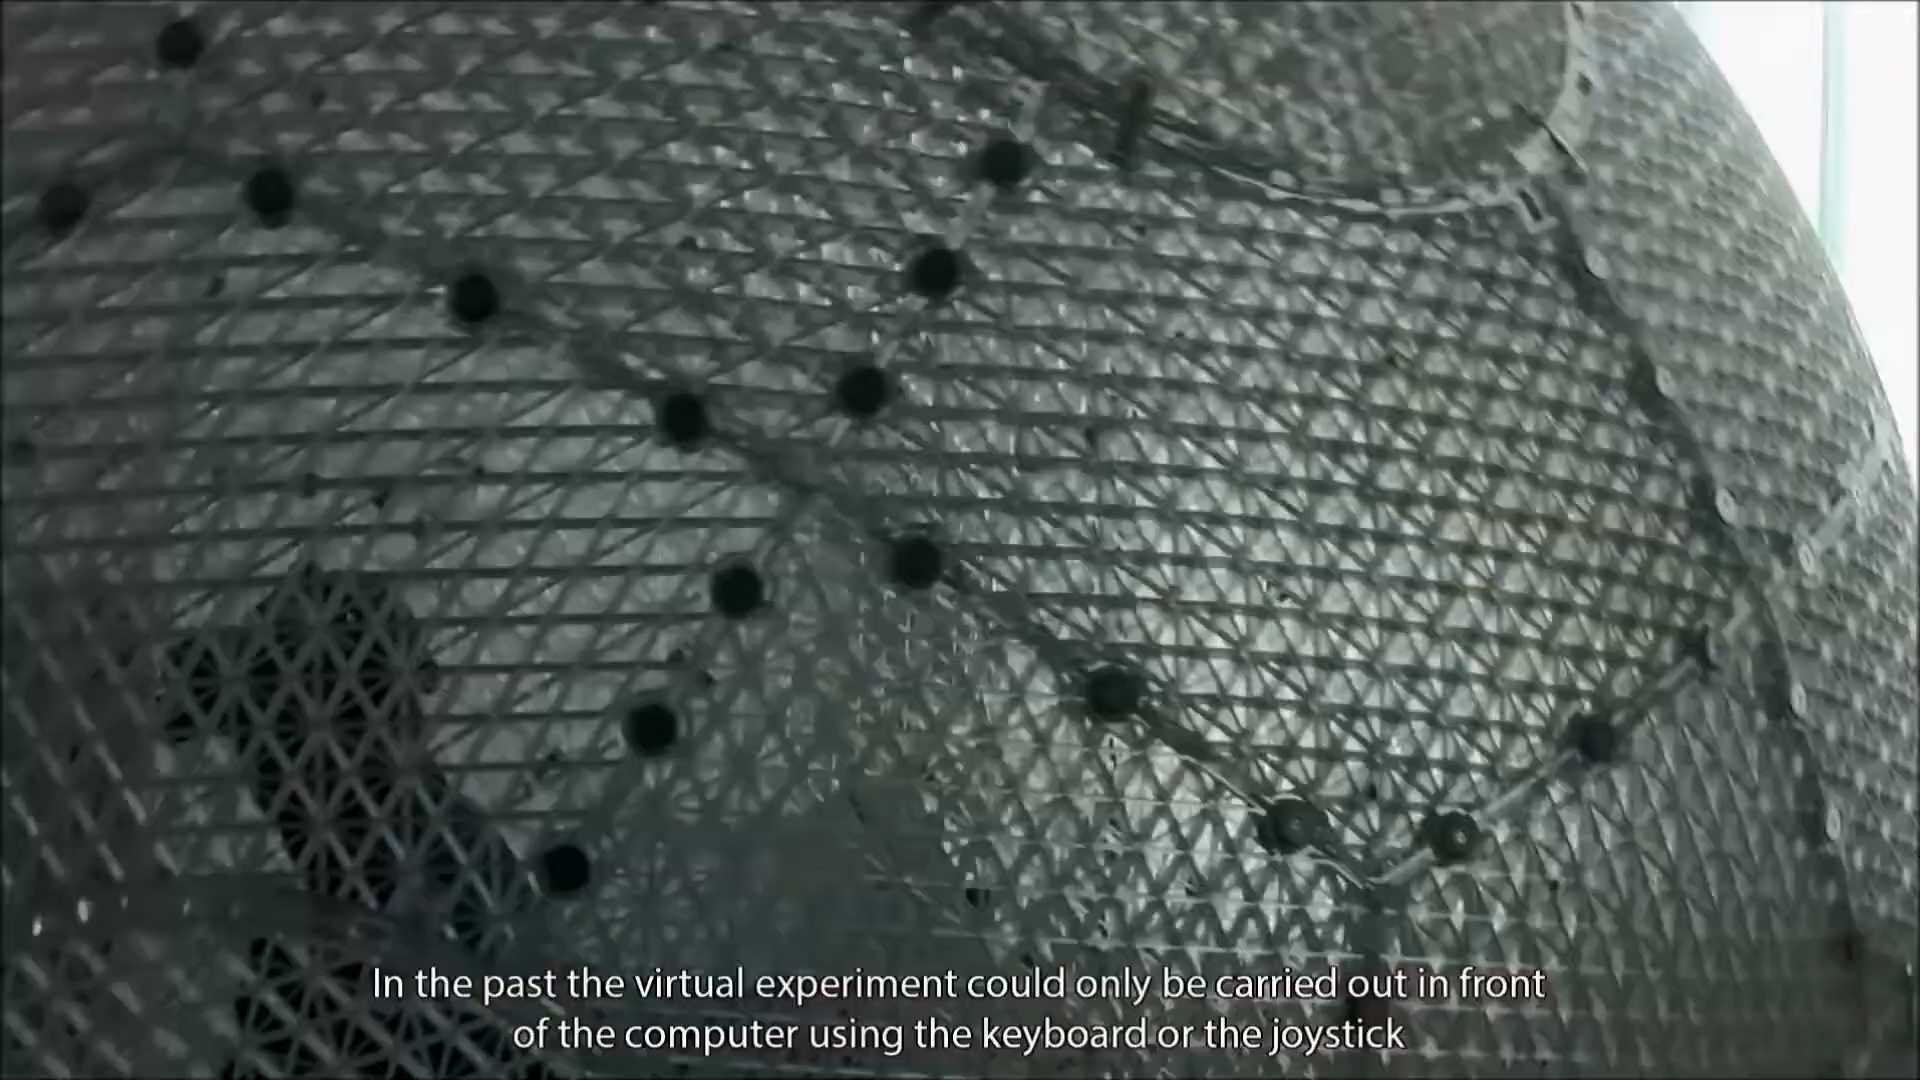 In the past the virtual experiment could only be carried out in front
of the computer using the keyboard or the joystick